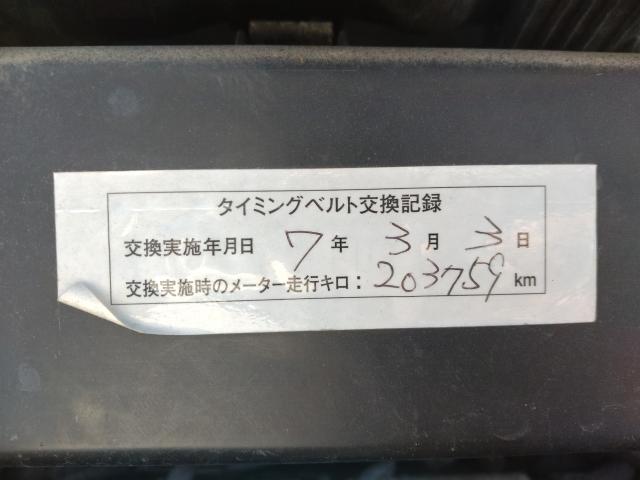 タイミングベルト交換記録
交換実施年月日 7年 3月 3日
交換実施時のメーター走行キロ: 203759km